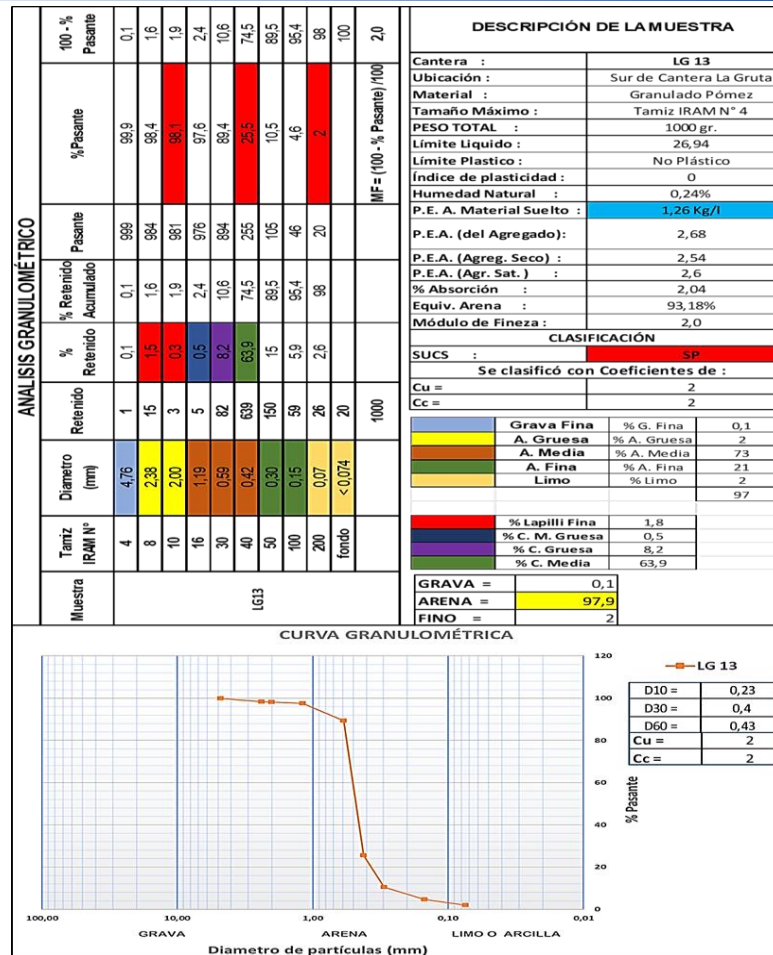 ANALISIS GRANULOMÉTRICO
Muestra	Tamiz IRAM N°	Diametro (mm)	Retenido	% Retenido	% Retenido Acumulado	Pasante	%Pasante	100 - % Pasante
LG13
4	4,76	1	0,1	0,1	999	99,9	0,1
8	2,38	15	1,5	1,6	984	98,4	1,6
10	2,00	3	0,3	1,9	981	98,1	1,9
16	1,19	5	0,5	2,4	976	97,6	2,4
30	0,59	82	8,2	10,6	894	89,4	10,6
40	0,42	639	63,9	74,5	255	25,5	74,5
50	0,30	150	15	89,5	105	10,5	89,5
100	0,15	59	5,9	95,4	46	4,6	95,4
200	0,07	26	2,6	98	20	2	98
fondo	< 0,074	20	100
1000	MF = (100 - % Pasante) /100	2,0
DESCRIPCIÓN DE LA MUESTRA
Cantera :	LG 13
Ubicación :	Sur de Cantera La Gruta
Material :	Granulado Pómez
Tamaño Máximo :	Tamiz IRAM N° 4
PESO TOTAL :	1000 gr.
Límite Liquido :	26,94
Límite Plastico :	No Plástico
Índice de plasticidad :	0
Humedad Natural :	0,24%
P.E. A. Material Suelto :	1,26 Kg/l
P.E.A. (del Agregado):	2,68
P.E.A. (Agreg. Seco) :	2,54
P.E.A. (Agr. Sat. ) :	2,6
% Absorción :	2,04
Equiv. Arena :	93,18%
Módulo de Fineza :	2,0
CLASIFICACIÓN
SUCS :	SP
Se clasificó con Coeficientes de :
Cu =	2
Cc =	2
Grava Fina	% G. Fina	0,1
A. Gruesa	% A. Gruesa	2
A. Media	% A. Media	73
A. Fina	% A. Fina	21
Limo	% Limo	2
97
% Lapilli Fina	1,8
% C. M. Gruesa	0,5
% C. Gruesa	8,2
% C. Media	63,9
GRAVA =	0,1
ARENA =	97,9
FINO =	2
CURVA GRANULOMÉTRICA
120
100
80
60
40
20
0
% Pasante
100,00	10,00	1,00	0,10	0,01
GRAVA	ARENA	LIMO O ARCILLA
Diametro de partículas (mm)
LG 13
D10 =	0,23
D30 =	0,4
D60 =	0,43
Cu =	2
Cc =	2